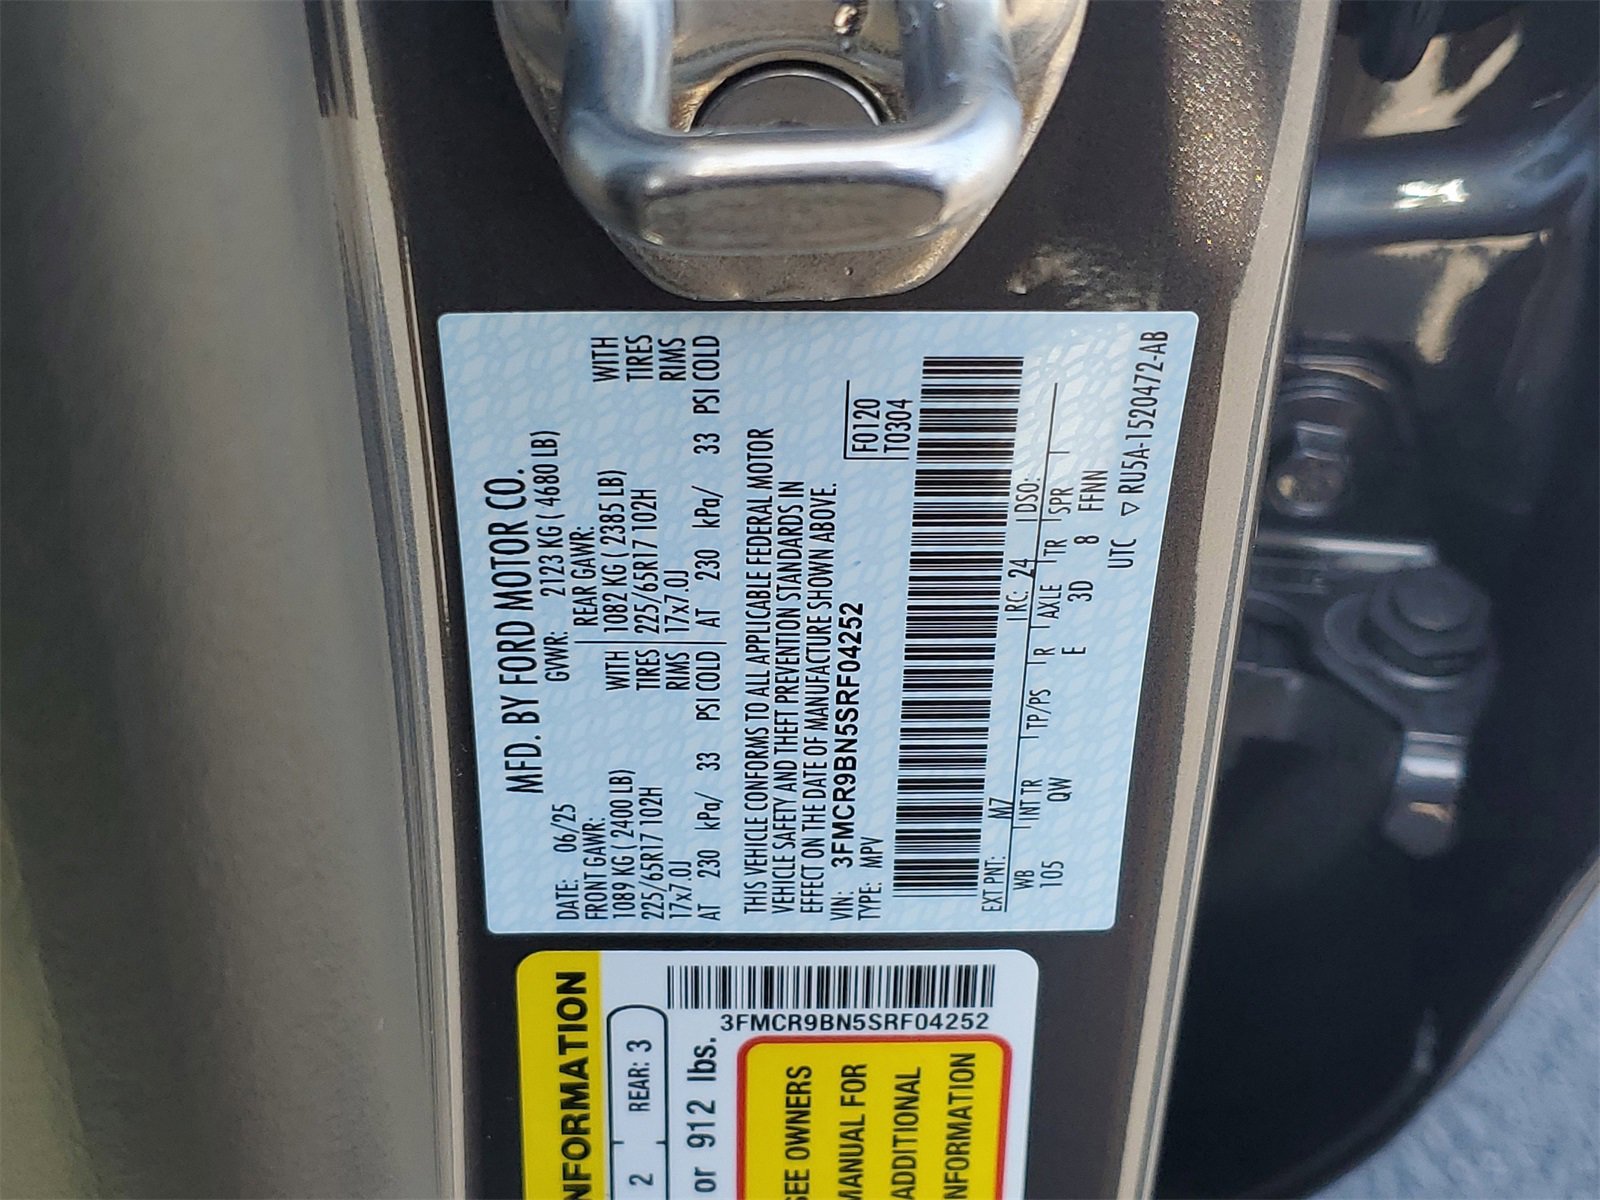 MFD. BY FORD MOTOR CO.
DATE: 06/25 GVWR: 2123 KG ( 4680 LB)
FRONT GAWR: REAR GAWR:
1089 KG ( 2400 LB) WITH 1082 KG ( 2385 LB) WITH
225/65R17 102H TIRES 225/65R17 102H TIRES
17x7.0J RIMS 17x7.0J RIMS
AT 230 kPa/ 33 PSI COLD AT 230 kPa/ 33 PSI COLD
THIS VEHICLE CONFORMS TO ALL APPLICABLE FEDERAL MOTOR
VEHICLE SAFETY AND THEFT PREVENTION STANDARDS IN
EFFECT ON THE DATE OF MANUFACTURE SHOWN ABOVE.
VIN: 3FMCR9BN5SRF04252 F0120
TYPE: MPV T0304
EXT PNT: M7 RC: 24 DSO:
WB INT TR TP/PS R AXLE TR SPR
105 QW E 3D 8 FFNN
UTC ▽ RU5A-1520472-AB
NFORMATION
2 REAR: 3
or 912 lbs.
3FMCR9BN5SRF04252
SEE OWNERS
MANUAL FOR
ADDITIONAL
NFORMATION